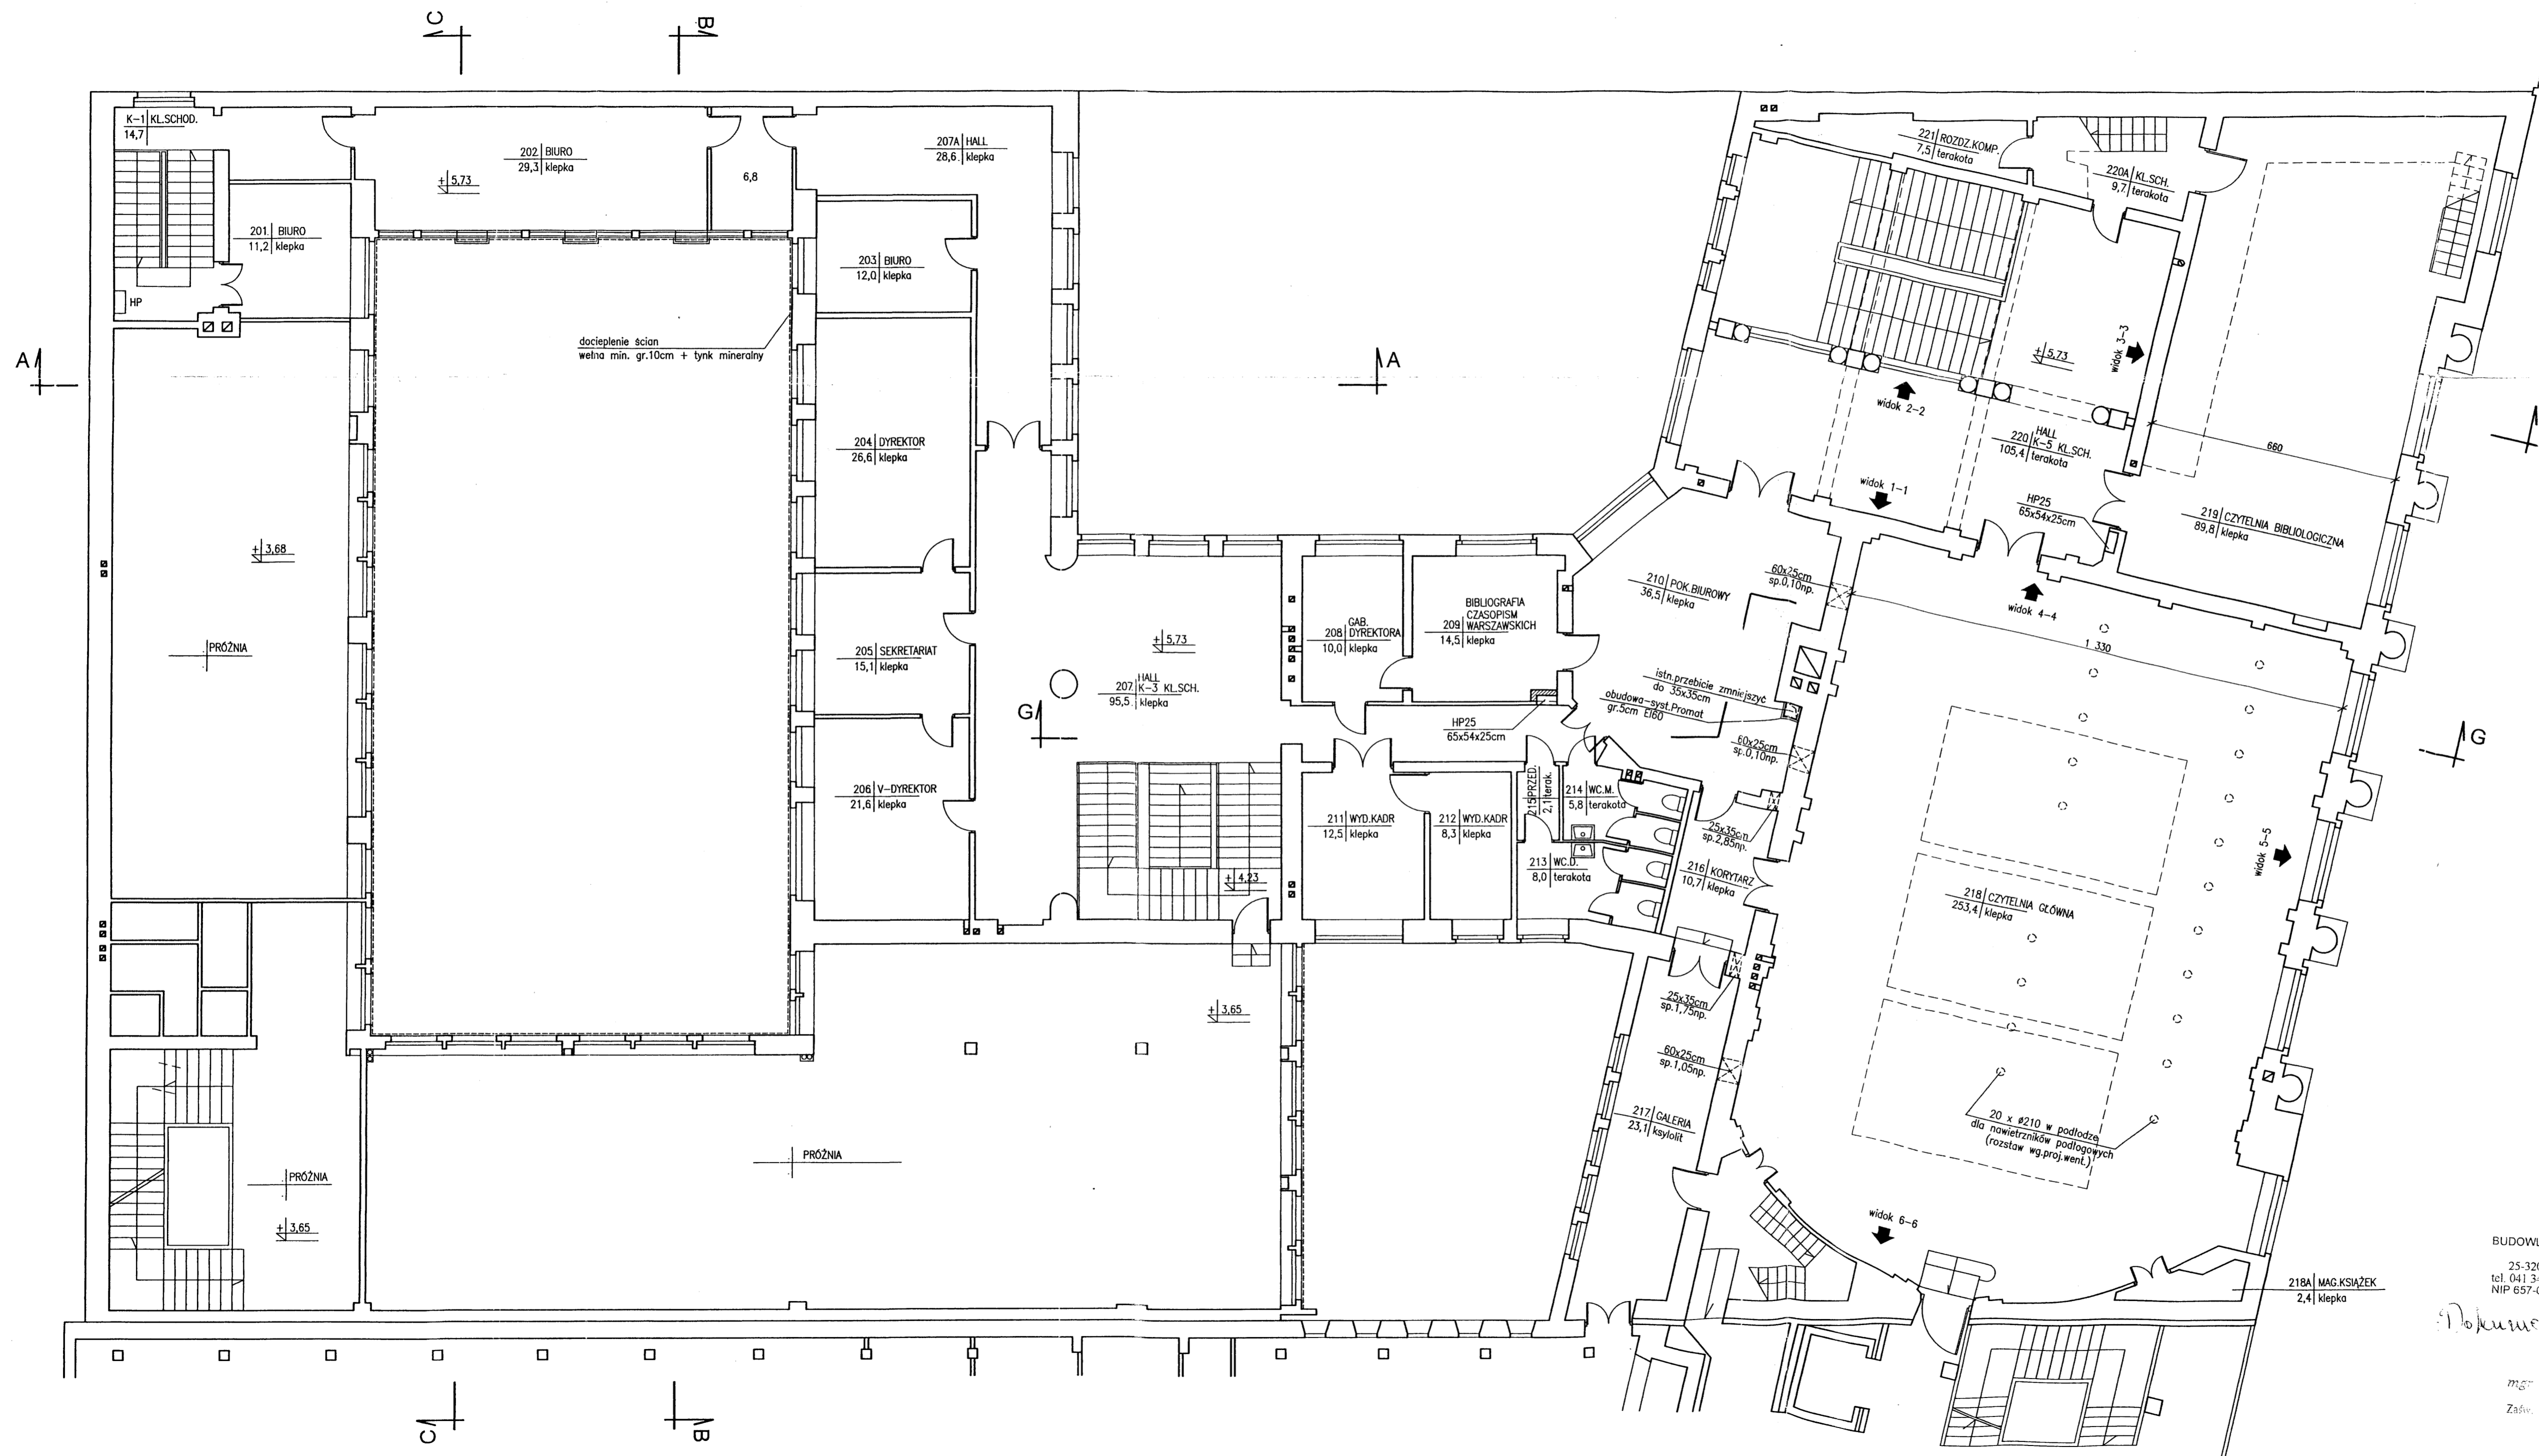 C
B
K-1 KL.SCHOD.
14,7
202 BIURO
29,3 klepka
+5,73
6,8
207A HALL
28,6 klepka
201. BIURO
11,2 klepka
HP
203 BIURO
12,0 klepka
docieplenie ścian
wełna min. gr.10cm + tynk mineralny
A
A
204 DYREKTOR
26,6 klepka
+3,68
PRÓŻNIA
205 SEKRETARIAT
15,1 klepka
206 V-DYREKTOR
21,6 klepka
+5,73
HALL
207. K-3 KL.SCH.
95,5 klepka
G
+4,23
GAB.
208 DYREKTORA
10,0 klepka
BIBLIOGRAFIA
CZASOPISM
209 WARSZAWSKICH
14,5 klepka
HP25
65x54x25cm
211 WYD.KADR
12,5 klepka
212 WYD.KADR
8,3 klepka
215 PRZED.
2,1 terak.
214 WC.M.
5,8 terakota
213 WC.D.
8,0 terakota
216 KORYTARZ
10,7 klepka
210 POK.BIUROWY
36,5 klepka
60x25cm
sp.0,10np.
istn.przebicie zmniejszyć
do 35x35cm
obudowa-syst.Promat
gr.5cm EI60
60x25cm
sp.0,10np.
25x35cm
sp.2,85np.
25x35cm
sp.1,75np.
60x25cm
sp.1,05np.
217. GALERIA
23,1 ksylolit
221 ROZDZ.KOMP.
7,5 terakota
220A KL.SCH.
9,7 terakota
+5,73
widok 3-3
widok 2-2
HALL
220 K-5 KL.SCH.
105,4 terakota
widok 1-1
HP25
65x54x25cm
660
219 CZYTELNIA BIBLIOLOGICZNA
89,8 klepka
widok 4-4
1 330
G
widok 5-5
218 CZYTELNIA GŁÓWNA
253,4 klepka
20 x ø210 w podłodze
dla nawietrzników podłogowych
(rozstaw wg.proj.went.)
widok 6-6
218A MAG.KSIĄŻEK
2,4 klepka
+3,65
PRÓŻNIA
PRÓŻNIA
+3,65
C
B
BUDOWL
25-320
tel. 041 34
NIP 657-0
mgr
Zaśw.